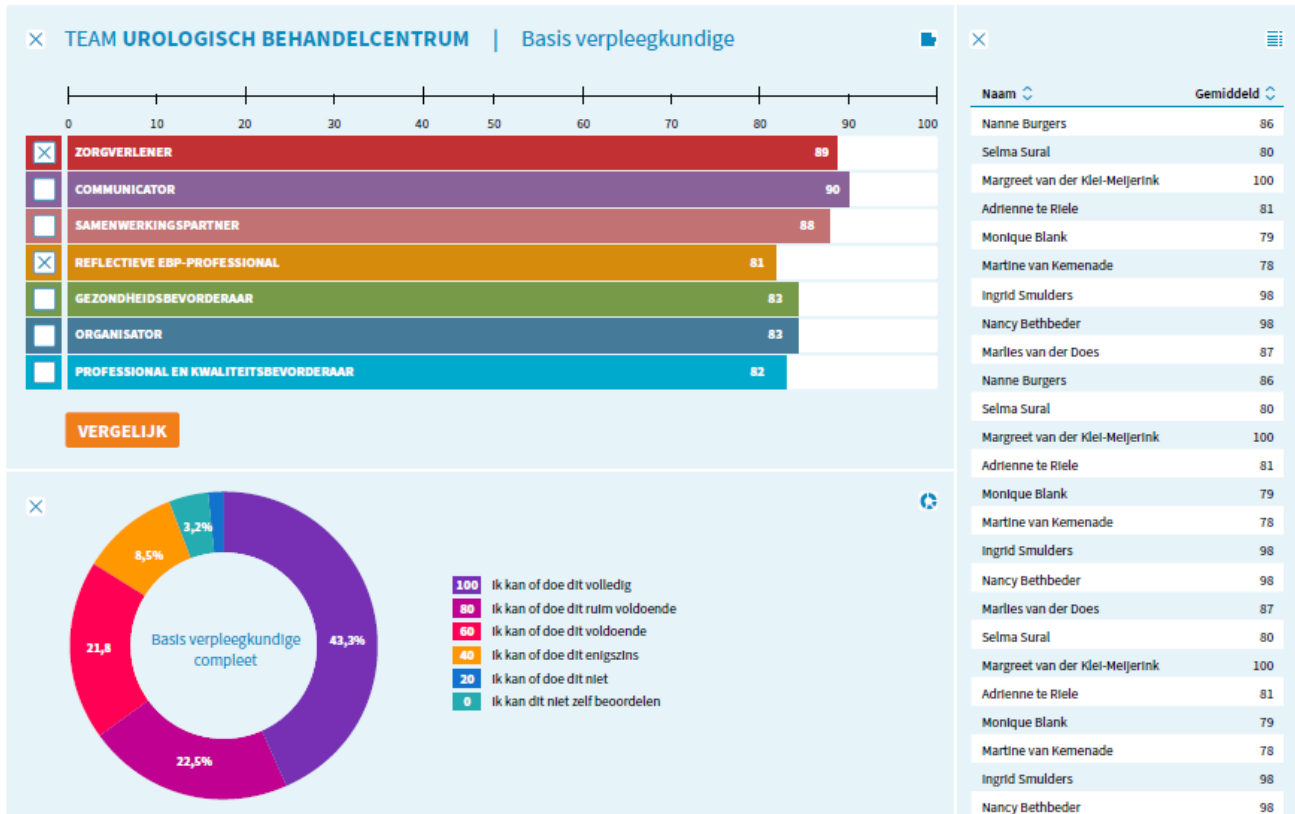 TEAM UROLOGISCH BEHANDELCENTRUM | Basis verpleegkundige
0 10 20 30 40 50 60 70 80 90 100
ZORGVERLENER 89
COMMUNICATOR 90
SAMENWERKINGSPARTNER 88
REFLECTIEVE EBP-PROFESSIONAL 81
GEZONDHEIDSBEVORDERAAR 83
ORGANISATOR 83
PROFESSIONAL EN KWALITEITSBEVORDERAAR 82
VERGELIJK
3,2%
8,5%
21,8
43,3%
22,5%
Basis verpleegkundige
compleet
100 Ik kan of doe dit volledig
80 Ik kan of doe dit ruim voldoende
60 Ik kan of doe dit voldoende
40 Ik kan of doe dit enigszins
20 Ik kan of doe dit niet
0 Ik kan dit niet zelf beoordelen
Naam Gemiddeld
Nanne Burgers 86
Selma Sural 80
Margreet van der Klei-Meijerink 100
Adrienne te Riele 81
Monique Blank 79
Martine van Kemenade 78
Ingrid Smulders 98
Nancy Bethbeder 98
Marlies van der Does 87
Nanne Burgers 86
Selma Sural 80
Margreet van der Klei-Meijerink 100
Adrienne te Riele 81
Monique Blank 79
Martine van Kemenade 78
Ingrid Smulders 98
Nancy Bethbeder 98
Marlies van der Does 87
Selma Sural 80
Margreet van der Klei-Meijerink 100
Adrienne te Riele 81
Monique Blank 79
Martine van Kemenade 78
Ingrid Smulders 98
Nancy Bethbeder 98